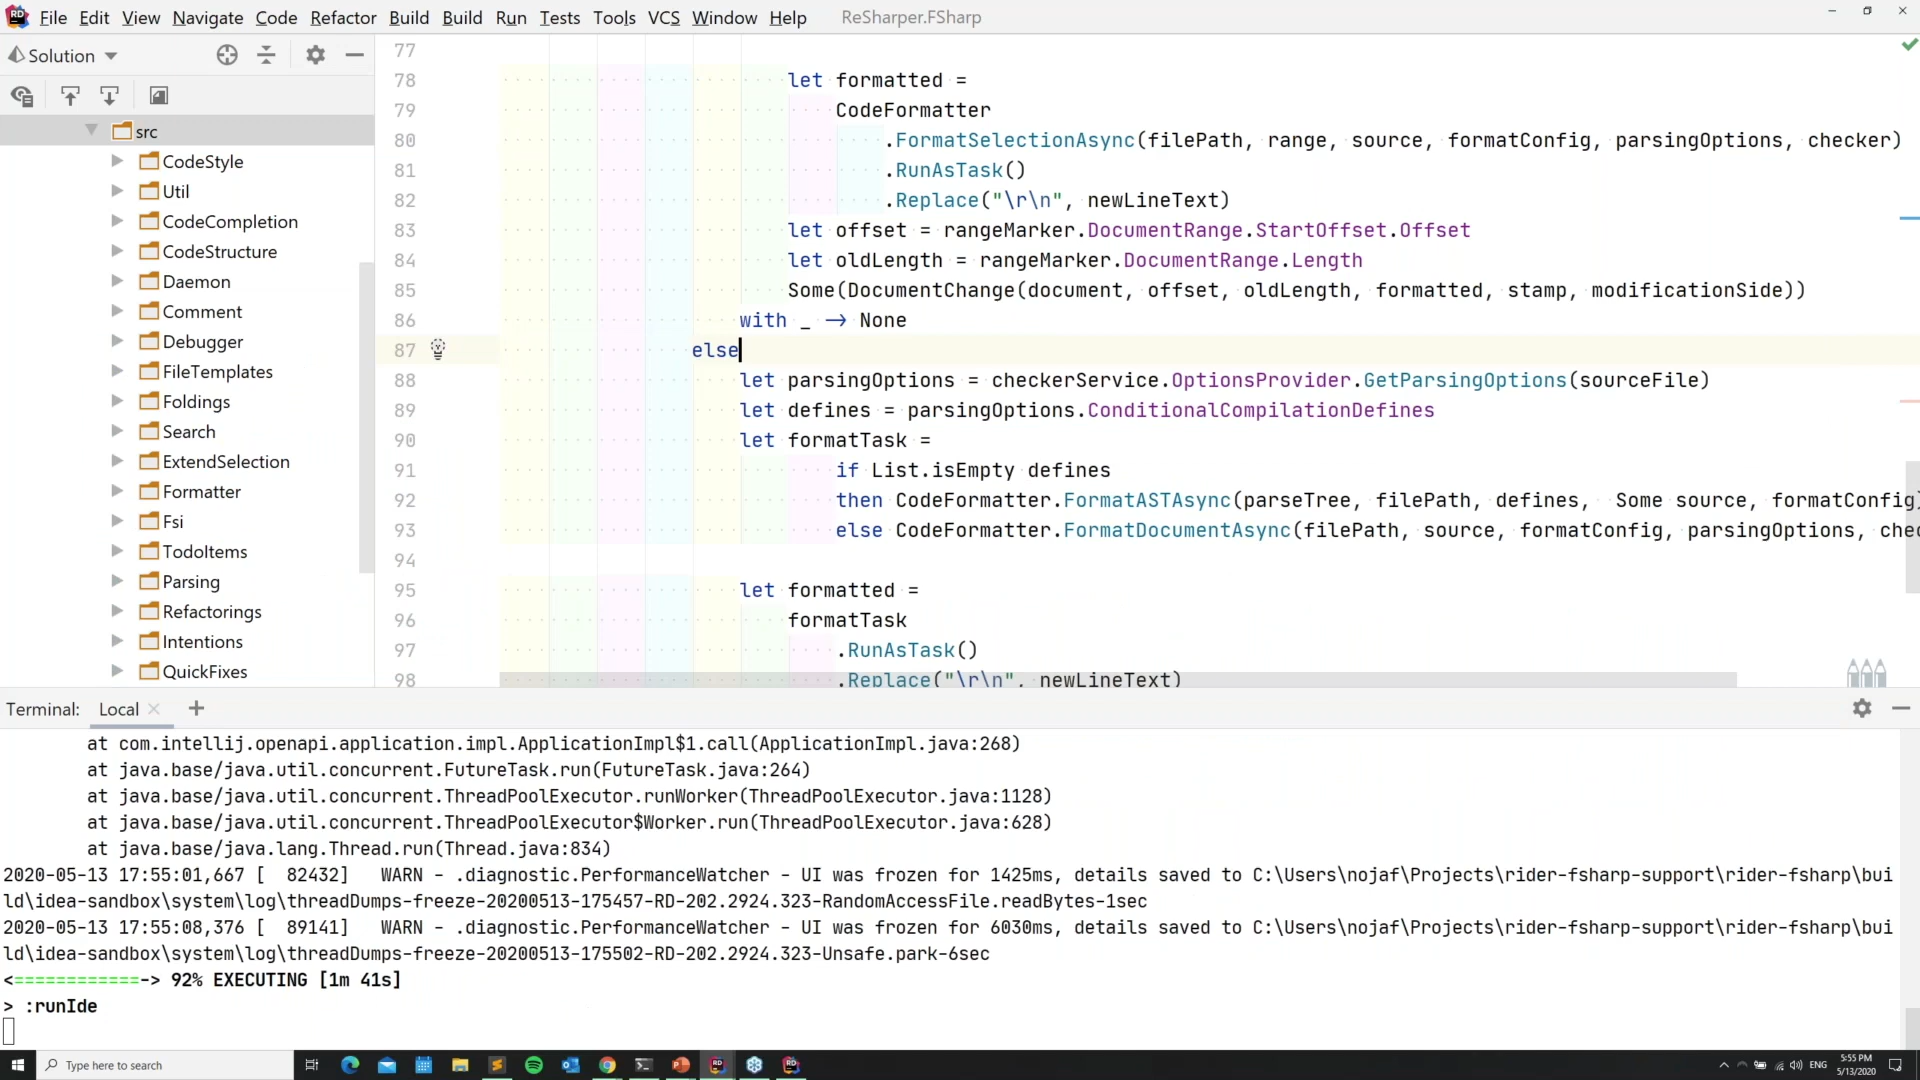 File Edit View Navigate Code Refactor Build Build Run Tests Tools VCS Window Help ReSharper.FSharp
Solution
src
CodeStyle
Util
CodeCompletion
CodeStructure
Daemon
Comment
Debugger
FileTemplates
Foldings
Search
ExtendSelection
Formatter
Fsi
TodoItems
Parsing
Refactorings
Intentions
QuickFixes
77
78 let formatted =
79 CodeFormatter
80 .FormatSelectionAsync(filePath, range, source, formatConfig, parsingOptions, checker)
81 .RunAsTask()
82 .Replace("\r\n", newLineText)
83 let offset = rangeMarker.DocumentRange.StartOffset.Offset
84 let oldLength = rangeMarker.DocumentRange.Length
85 Some(DocumentChange(document, offset, oldLength, formatted, stamp, modificationSide))
86 with _ -> None
87 else
88 let parsingOptions = checkerService.OptionsProvider.GetParsingOptions(sourceFile)
89 let defines = parsingOptions.ConditionalCompilationDefines
90 let formatTask =
91 if List.isEmpty defines
92 then CodeFormatter.FormatASTAsync(parseTree, filePath, defines, Some source, formatConfig)
93 else CodeFormatter.FormatDocumentAsync(filePath, source, formatConfig, parsingOptions, chec
94
95 let formatted =
96 formatTask
97 .RunAsTask()
98 .Replace("\r\n", newLineText)
Terminal: Local
at com.intellij.openapi.application.impl.ApplicationImpl$1.call(ApplicationImpl.java:268)
at java.base/java.util.concurrent.FutureTask.run(FutureTask.java:264)
at java.base/java.util.concurrent.ThreadPoolExecutor.runWorker(ThreadPoolExecutor.java:1128)
at java.base/java.util.concurrent.ThreadPoolExecutor$Worker.run(ThreadPoolExecutor.java:628)
at java.base/java.lang.Thread.run(Thread.java:834)
2020-05-13 17:55:01,667 [ 82432] WARN - .diagnostic.PerformanceWatcher - UI was frozen for 1425ms, details saved to C:\Users\nojaf\Projects\rider-fsharp-support\rider-fsharp\bui
ld\idea-sandbox\system\log\threadDumps-freeze-20200513-175457-RD-202.2924.323-RandomAccessFile.readBytes-1sec
2020-05-13 17:55:08,376 [ 89141] WARN - .diagnostic.PerformanceWatcher - UI was frozen for 6030ms, details saved to C:\Users\nojaf\Projects\rider-fsharp-support\rider-fsharp\bui
ld\idea-sandbox\system\log\threadDumps-freeze-20200513-175502-RD-202.2924.323-Unsafe.park-6sec
<============-> 92% EXECUTING [1m 41s]
> :runIde
Type here to search
ENG
5:55 PM
5/13/2020